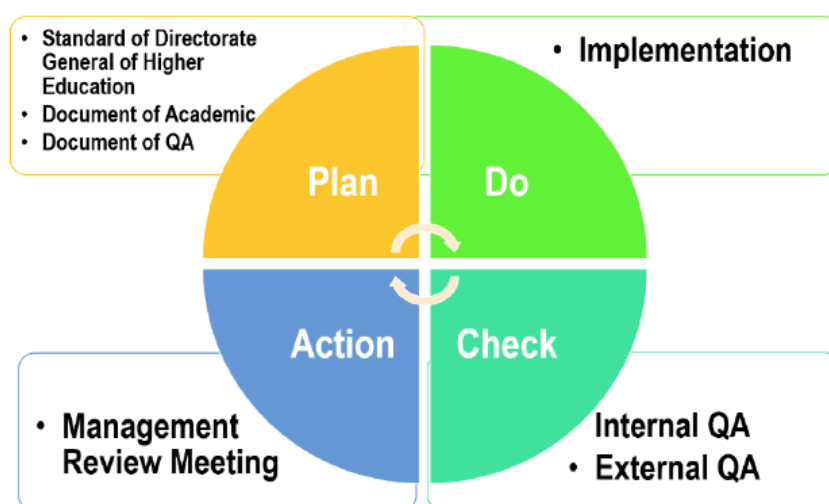 • Standard of Directorate
General of Higher
Education
• Document of Academic
• Document of QA
• Implementation
Plan
Do
Action
Check
• Management
Review Meeting
Internal QA
• External QA